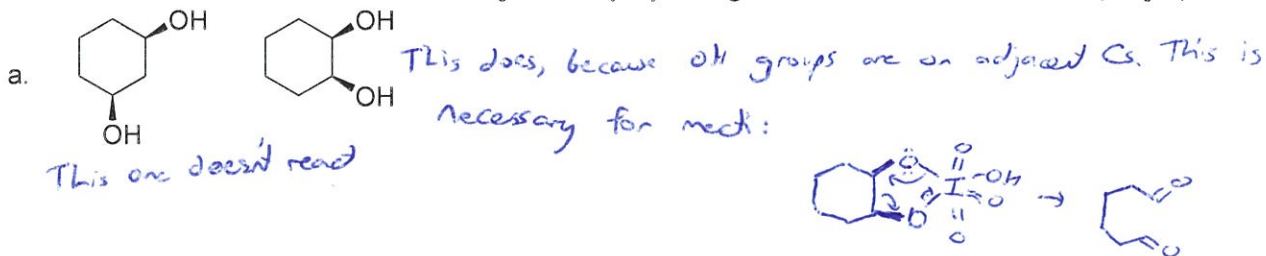 a.
OH
OH
OH
OH
This does, because OH groups are on adjacent Cs. This is
necessary for mech:
This one doesn't react
O
O
I
OH
O
O
O
→
O
O